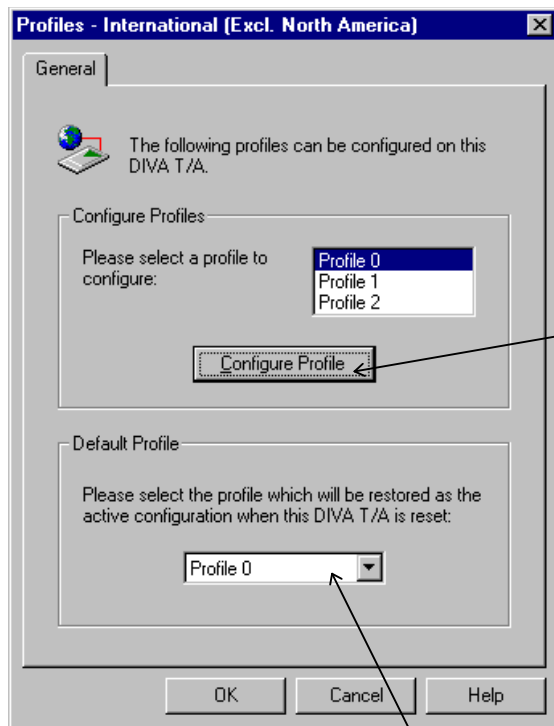 Profiles - International (Excl. North America)
General
The following profiles can be configured on this
DIVA T/A.
Configure Profiles
Please select a profile to
configure:
Profile 0
Profile 1
Profile 2
Configure Profile
Default Profile
Please select the profile which will be restored as the
active configuration when this DIVA T/A is reset:
Profile 0
OK
Cancel
Help